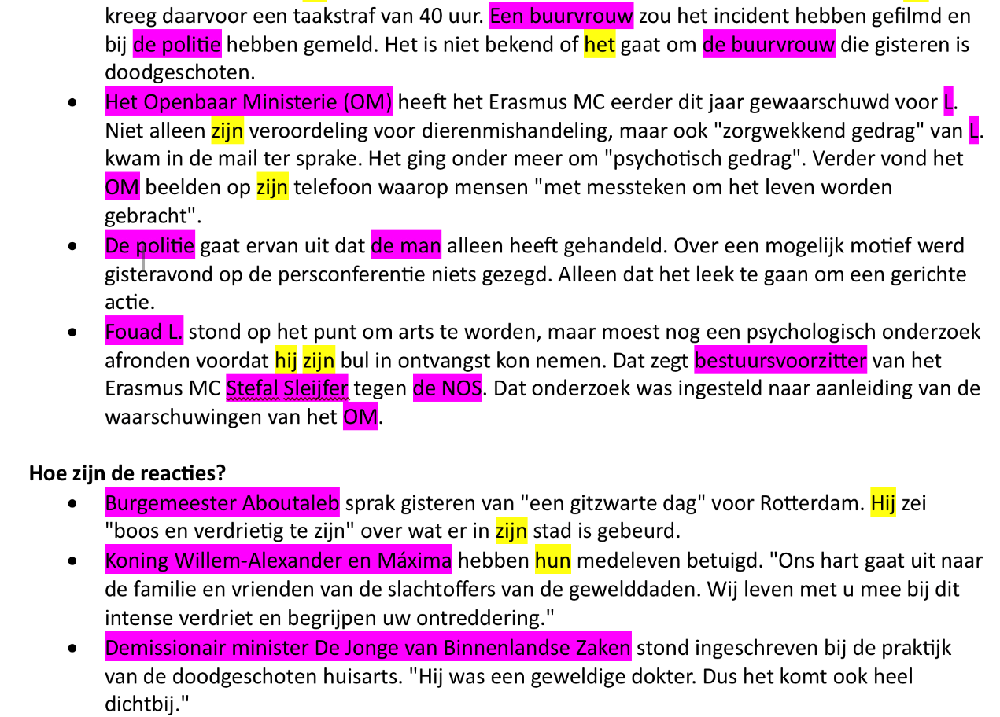 kreeg daarvoor een taakstraf van 40 uur. Een buurvrouw zou het incident hebben gefilmd en
bij de politie hebben gemeld. Het is niet bekend of het gaat om de buurvrouw die gisteren is
doodgeschoten.
• Het Openbaar Ministerie (OM) heeft het Erasmus MC eerder dit jaar gewaarschuwd voor L.
Niet alleen zijn veroordeling voor dierenmishandeling, maar ook "zorgwekkend gedrag" van L.
kwam in de mail ter sprake. Het ging onder meer om "psychotisch gedrag". Verder vond het
OM beelden op zijn telefoon waarop mensen "met messteken om het leven worden
gebracht".
• De politie gaat ervan uit dat de man alleen heeft gehandeld. Over een mogelijk motief werd
gisteravond op de persconferentie niets gezegd. Alleen dat het leek te gaan om een gerichte
actie.
• Fouad L. stond op het punt om arts te worden, maar moest nog een psychologisch onderzoek
afronden voordat hij zijn bul in ontvangst kon nemen. Dat zegt bestuursvoorzitter van het
Erasmus MC Stefal Sleijfer tegen de NOS. Dat onderzoek was ingesteld naar aanleiding van de
waarschuwingen van het OM.
Hoe zijn de reacties?
• Burgemeester Aboutaleb sprak gisteren van "een gitzwarte dag" voor Rotterdam. Hij zei
"boos en verdrietig te zijn" over wat er in zijn stad is gebeurd.
• Koning Willem-Alexander en Máxima hebben hun medeleven betuigd. "Ons hart gaat uit naar
de familie en vrienden van de slachtoffers van de gewelddaden. Wij leven met u mee bij dit
intense verdriet en begrijpen uw ontreddering."
• Demissionair minister De Jonge van Binnenlandse Zaken stond ingeschreven bij de praktijk
van de doodgeschoten huisarts. "Hij was een geweldige dokter. Dus het komt ook heel
dichtbij."